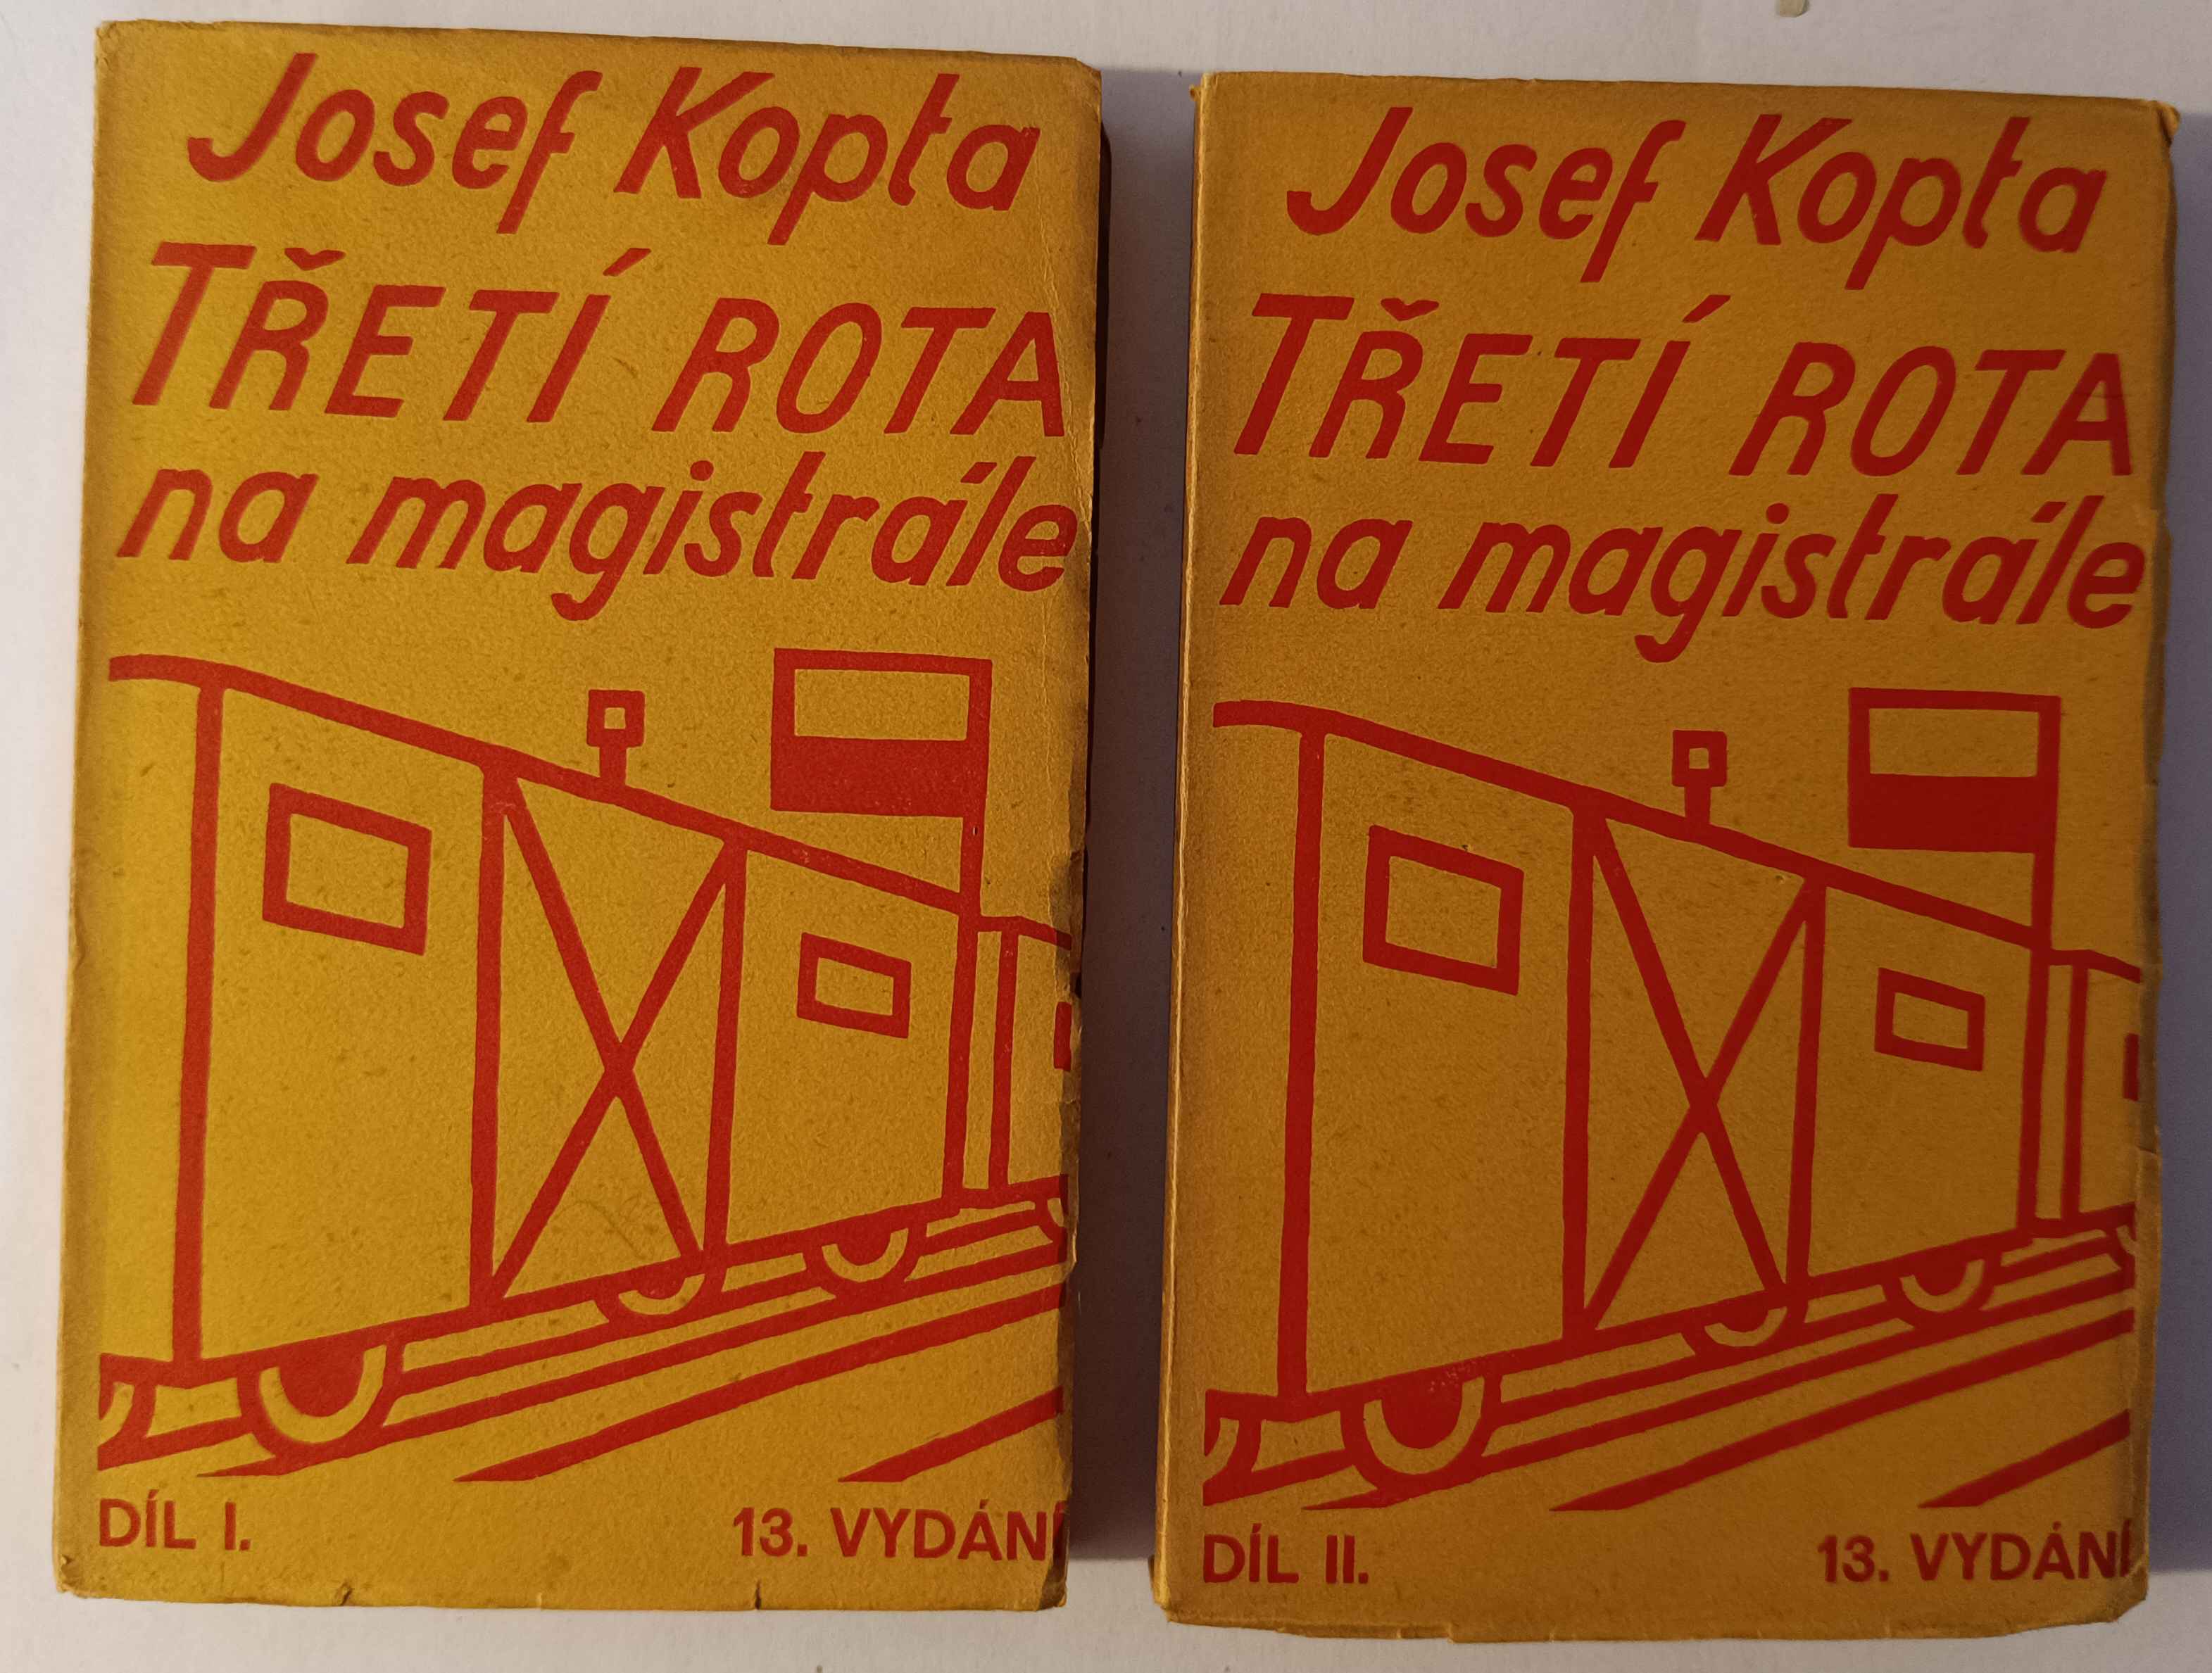 Josef Kopta
TŘETÍ ROTA
na magistrále
DÍL I.
13. VYDÁNÍ
Josef Kopta
TŘETÍ ROTA
na magistrále
DÍL II.
13. VYDÁNÍ